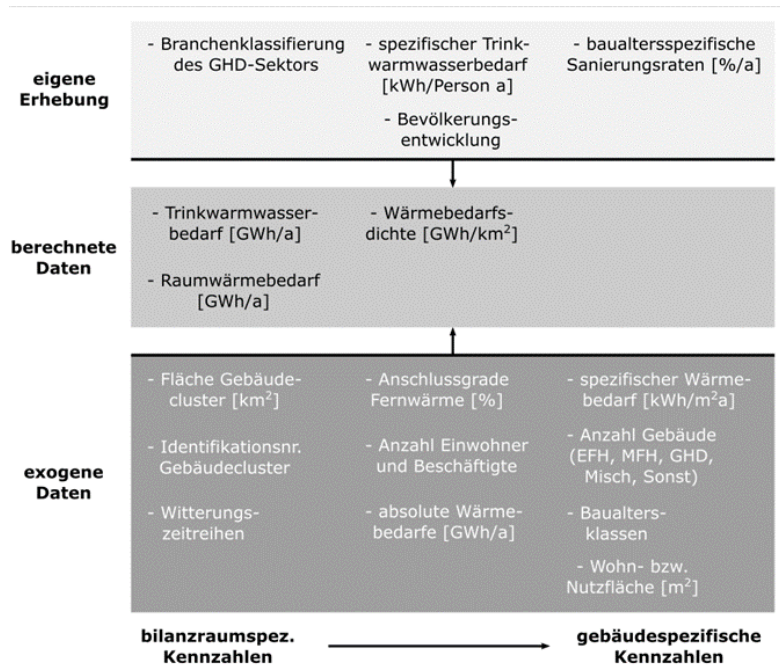 eigene
Erhebung
- Branchenklassifizierung
des GHD-Sektors
- spezifischer Trink-
warmwasserbedarf
[kWh/Person a]
- Bevölkerungs-
entwicklung
- baualtersspezifische
Sanierungsraten [%/a]
berechnete
Daten
- Trinkwarmwasser-
bedarf [GWh/a]
- Raumwärmebedarf
[GWh/a]
- Wärmebedarfs-
dichte [GWh/km²]
exogene
Daten
- Fläche Gebäude-
cluster [km²]
- Identifikationsnr.
Gebäudecluster
- Witterungs-
zeitreihen
- Anschlussgrade
Fernwärme [%]
- Anzahl Einwohner
und Beschäftigte
- absolute Wärme-
bedarfe [GWh/a]
- spezifischer Wärme-
bedarf [kWh/m²a]
- Anzahl Gebäude
(EFH, MFH, GHD,
Misch, Sonst)
- Baualters-
klassen
- Wohn- bzw.
Nutzfläche [m²]
bilanzraumspez.
Kennzahlen
gebäudespezifische
Kennzahlen